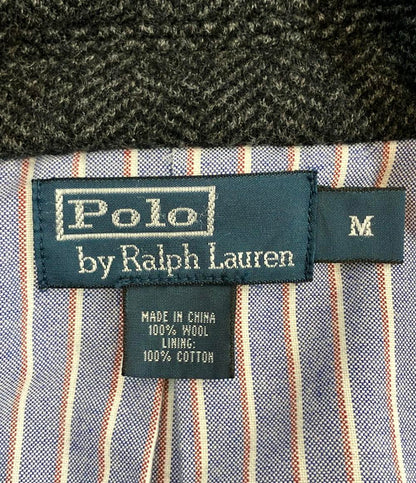 Polo
by Ralph Lauren
M
MADE IN CHINA
100% WOOL
LINING:
100% COTTON